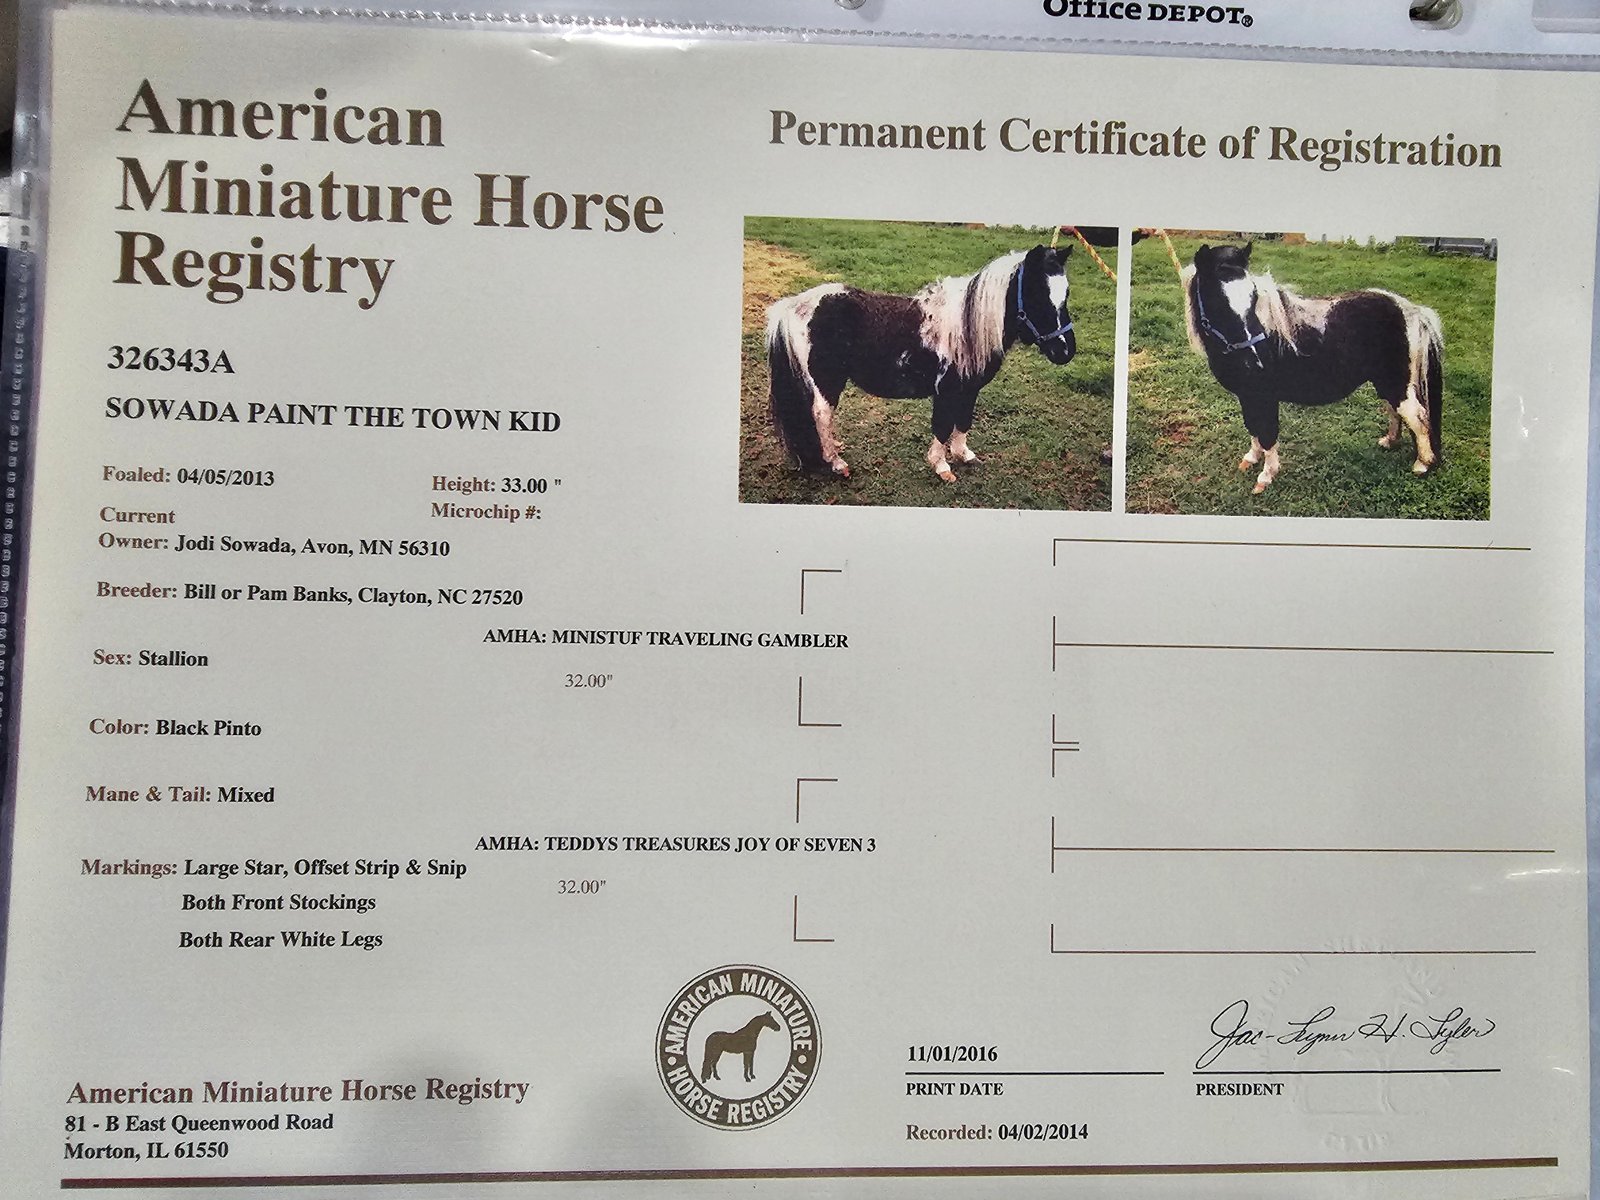 Office DEPOT®
American
Miniature Horse
Registry
Permanent Certificate of Registration
326343A
SOWADA PAINT THE TOWN KID
Foaled: 04/05/2013
Height: 33.00 "
Microchip #:
Current
Owner: Jodi Sowada, Avon, MN 56310
Breeder: Bill or Pam Banks, Clayton, NC 27520
AMHA: MINISTUF TRAVELING GAMBLER
Sex: Stallion
32.00"
Color: Black Pinto
Mane & Tail: Mixed
AMHA: TEDDYS TREASURES JOY OF SEVEN 3
Markings: Large Star, Offset Strip & Snip
32.00"
Both Front Stockings
Both Rear White Legs
AMERICAN MINIATURE
HORSE REGISTRY
Jac-Lynn H. Tyler
11/01/2016
PRINT DATE
PRESIDENT
American Miniature Horse Registry
81 - B East Queenwood Road
Morton, IL 61550
Recorded: 04/02/2014